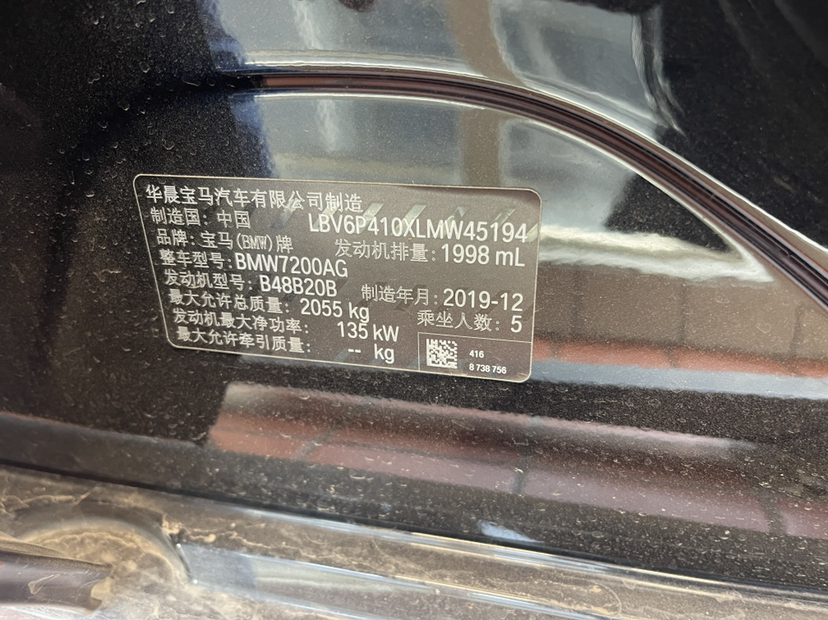 华晨宝马汽车有限公司制造
制造国：中国 LBV6P410XLMW45194
品牌：宝马(BMW)牌 发动机排量：1998 mL
整车型号：BMW7200AG
发动机型号：B48B20B 制造年月：2019-12
最大允许总质量：2055 kg 乘坐人数：5
发动机最大净功率：135 kW
最大允许牵引质量：-- kg
416
8 738 756